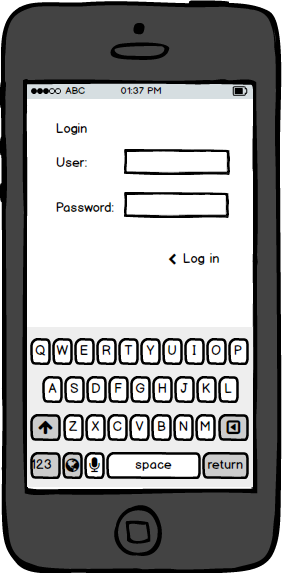 ABC 01:37 PM
Login
User:
Password:
Log in
Q W E R T Y U I O P
A S D F G H J K L
Z X C V B N M
123 space return